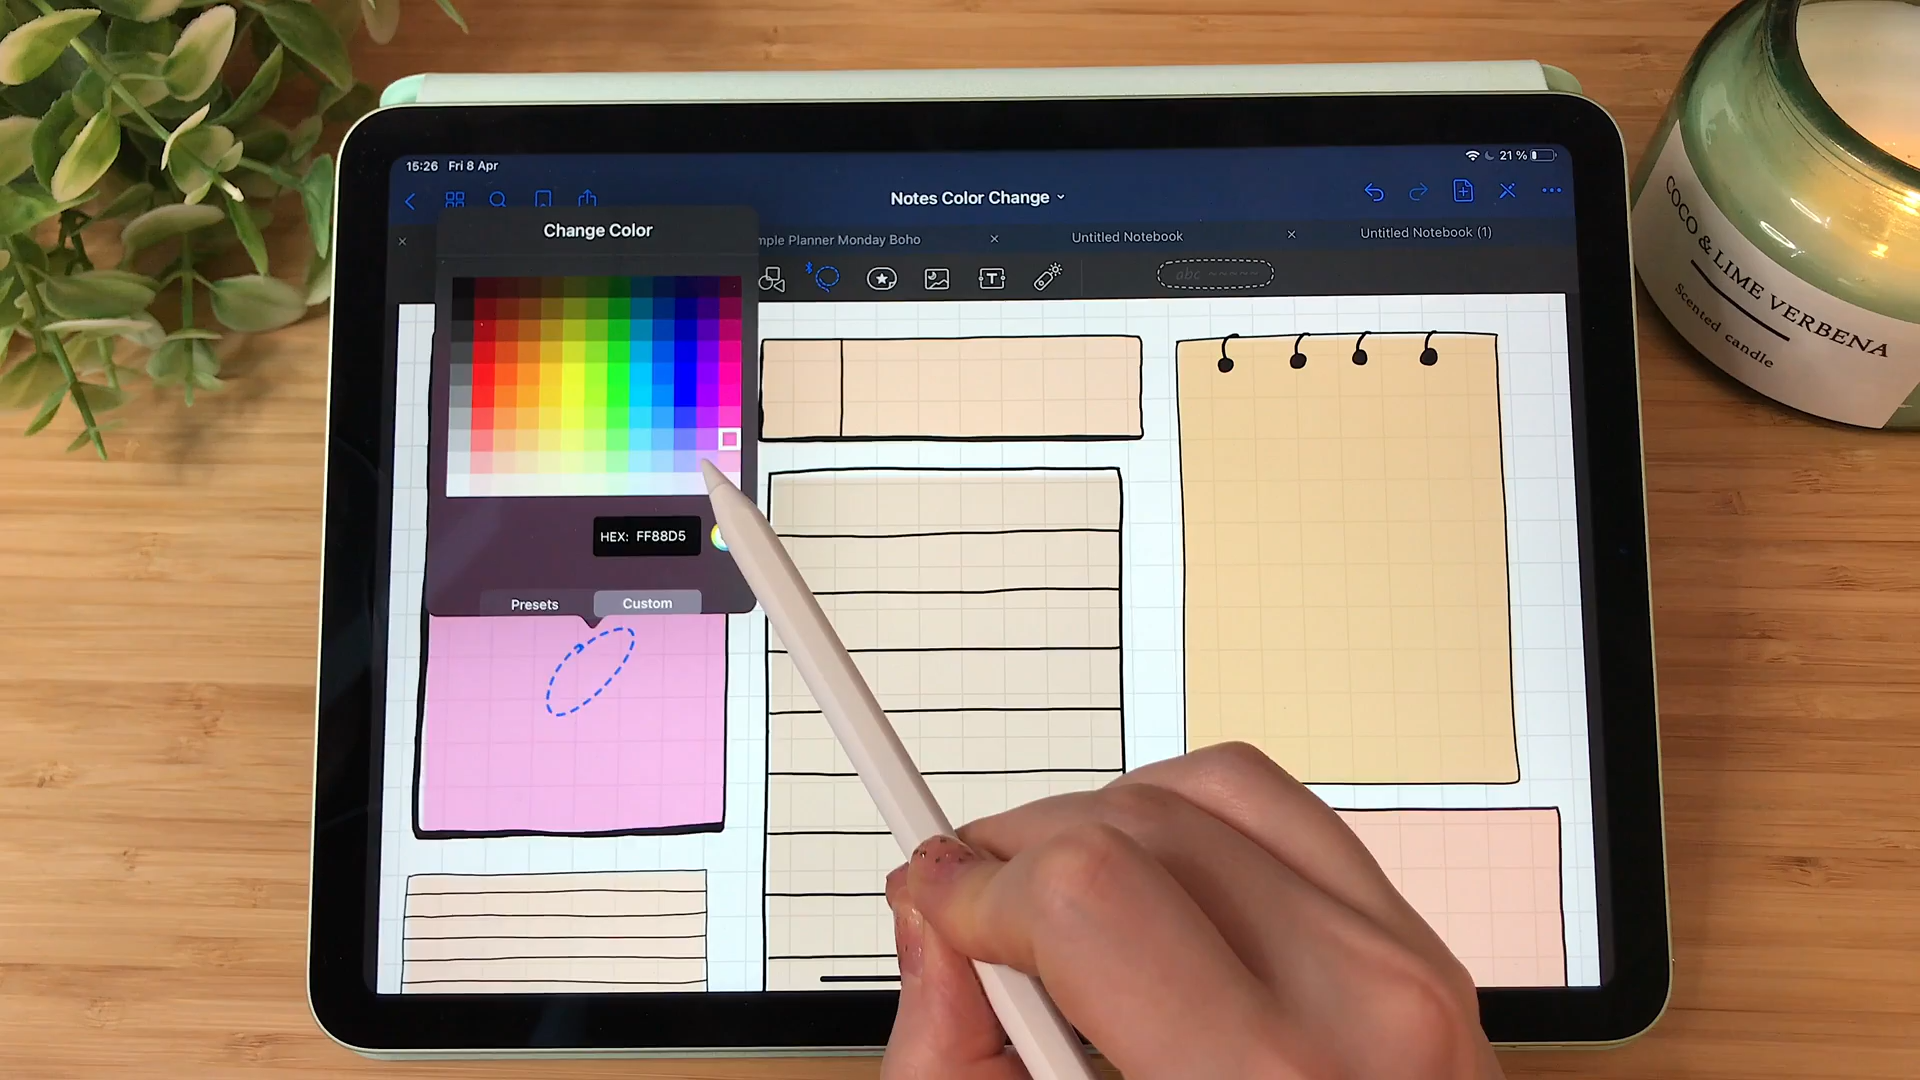 15:26 Fri 8 Apr
21 %
Notes Color Change
mple Planner Monday Boho
Untitled Notebook
Untitled Notebook (1)
Change Color
abc
HEX: FF88D5
Presets
Custom
COCO & LIME VERBENA
Scented candle